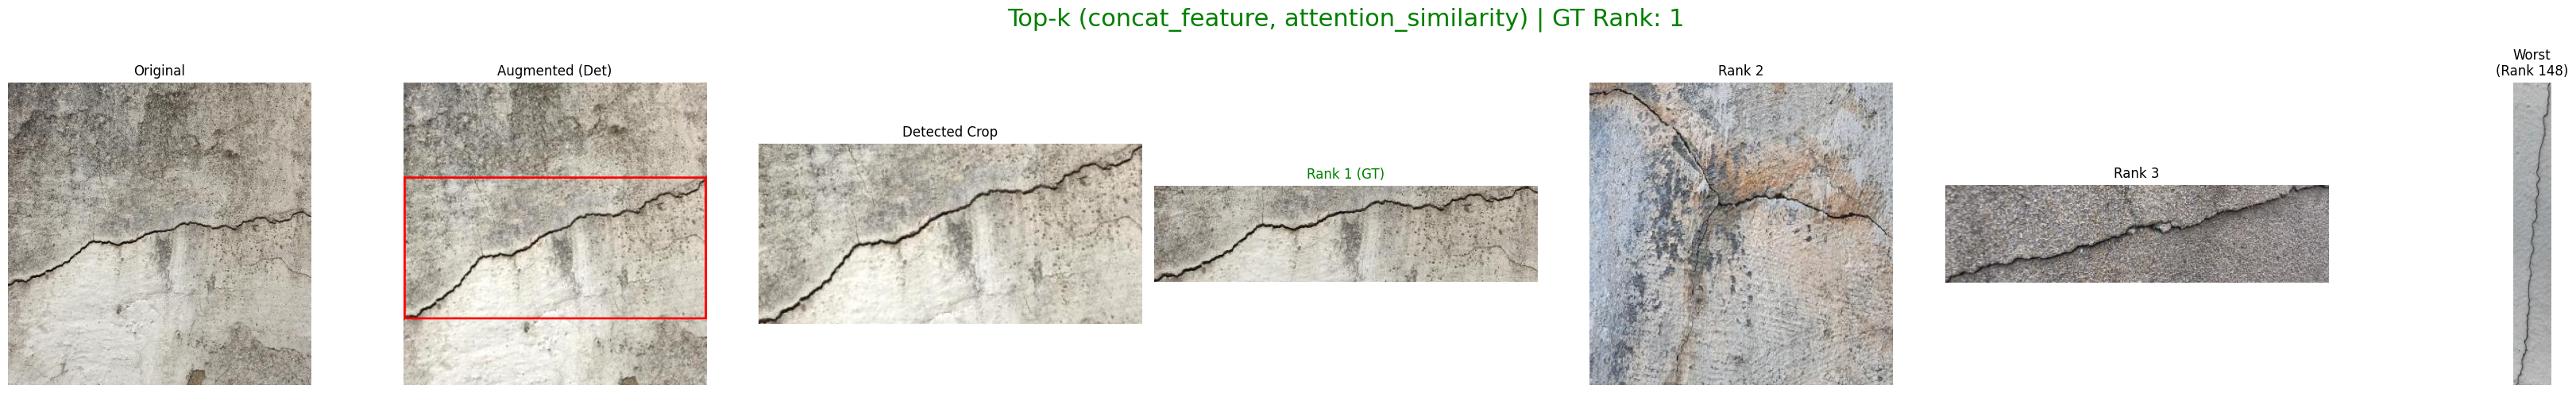 Top-k (concat_feature, attention_similarity) | GT Rank: 1
Original
Augmented (Det)
Detected Crop
Rank 1 (GT)
Rank 2
Rank 3
Worst
(Rank 148)